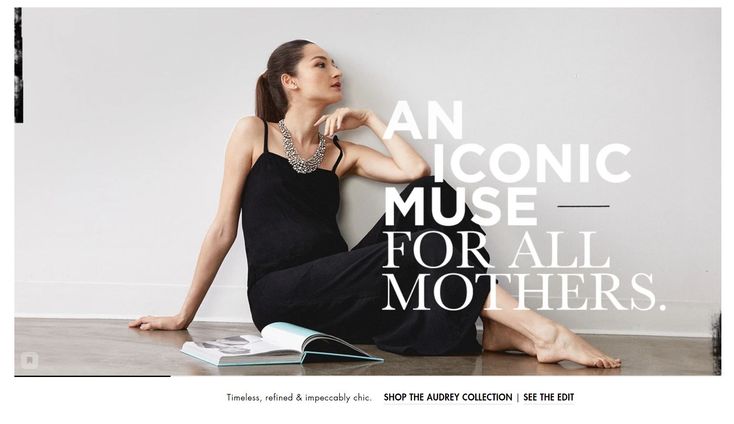 AN
ICONIC
MUSE
FOR ALL
MOTHERS.
Timeless, refined & impeccably chic. SHOP THE AUDREY COLLECTION | SEE THE EDIT